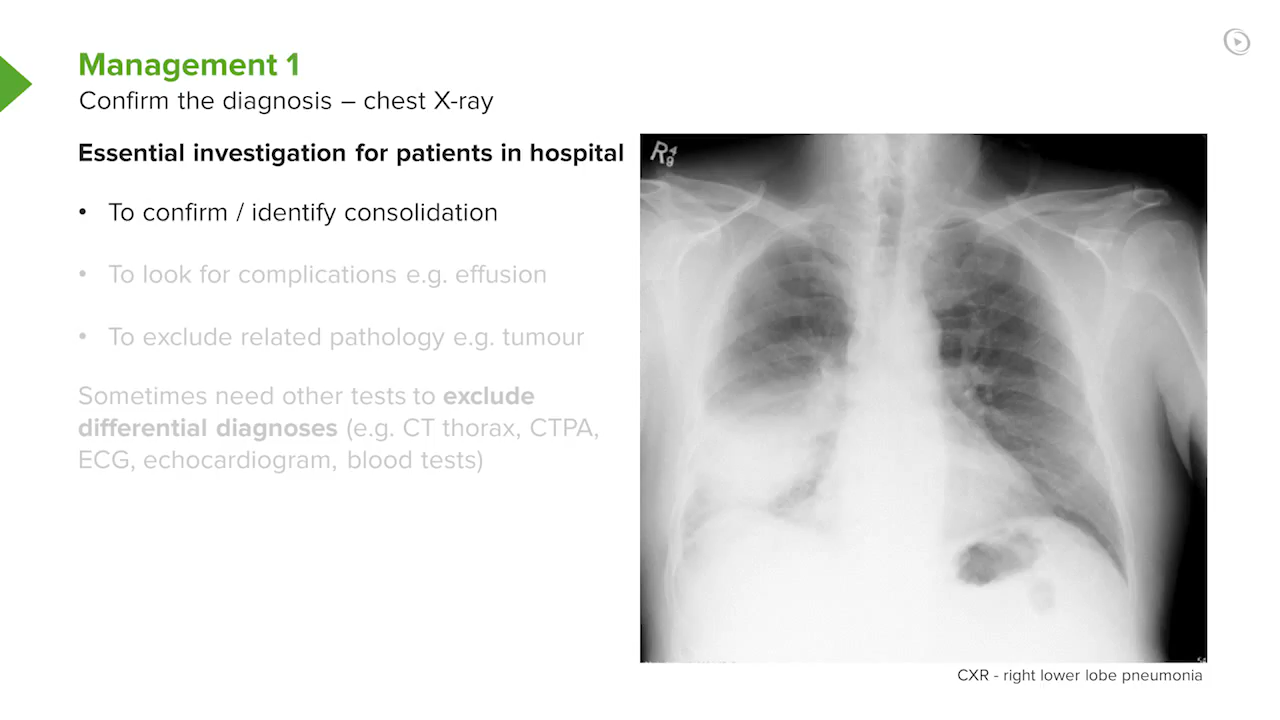 Management 1
Confirm the diagnosis – chest X-ray
Essential investigation for patients in hospital
• To confirm / identify consolidation
• To look for complications e.g. effusion
• To exclude related pathology e.g. tumour
Sometimes need other tests to exclude
differential diagnoses (e.g. CT thorax, CTPA,
ECG, echocardiogram, blood tests)
CXR - right lower lobe pneumonia